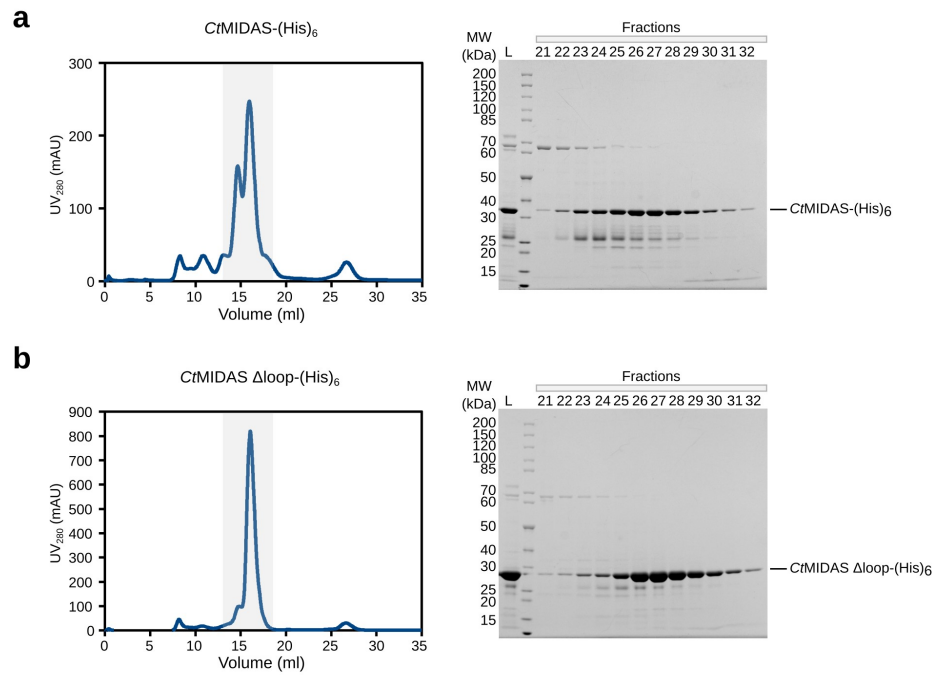 a
CtMIDAS-(His)6
300
200
100
0
UV280 (mAU)
0 5 10 15 20 25 30 35
Volume (ml)
Fractions
MW
(kDa)
L 21 22 23 24 25 26 27 28 29 30 31 32
200
150
120
100
85
70
60
50
40
30
25
20
15
CtMIDAS-(His)6
b
CtMIDAS Δloop-(His)6
900
800
700
600
500
400
300
200
100
0
UV280 (mAU)
0 5 10 15 20 25 30 35
Volume (ml)
Fractions
MW
(kDa)
L 21 22 23 24 25 26 27 28 29 30 31 32
200
150
120
100
85
70
60
50
40
30
25
20
15
CtMIDAS Δloop-(His)6